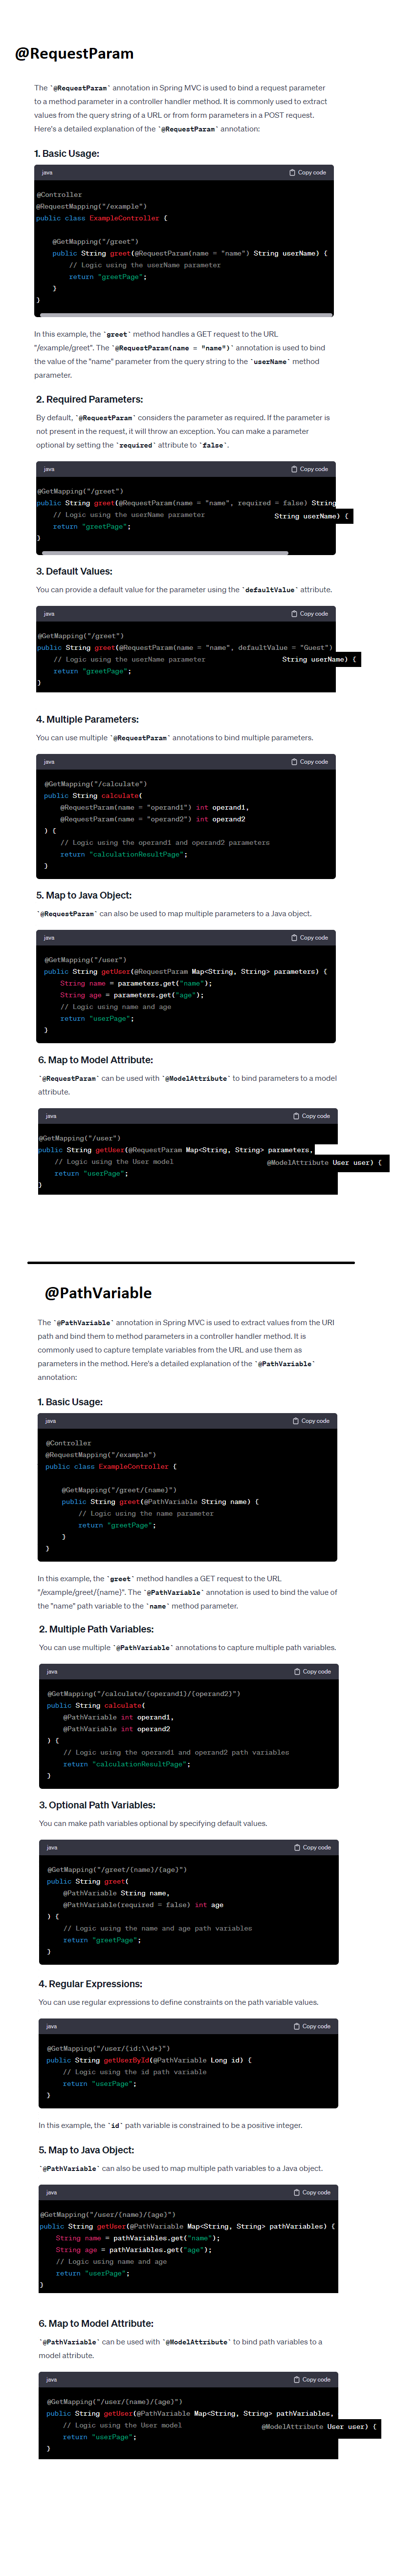 @RequestParam
The `@RequestParam` annotation in Spring MVC is used to bind a request parameter
to a method parameter in a controller handler method. It is commonly used to extract
values from the query string of a URL or from form parameters in a POST request.
Here's a detailed explanation of the `@RequestParam` annotation:
1. Basic Usage:
java Copy code
@Controller
@RequestMapping("/example")
public class ExampleController {
@GetMapping("/greet")
public String greet(@RequestParam(name = "name") String userName) {
// Logic using the userName parameter
return "greetPage";
}
}
In this example, the `greet` method handles a GET request to the URL
"/example/greet". The `@RequestParam(name = "name")` annotation is used to bind
the value of the "name" parameter from the query string to the `userName` method
parameter.
2. Required Parameters:
By default, `@RequestParam` considers the parameter as required. If the parameter is
not present in the request, it will throw an exception. You can make a parameter
optional by setting the `required` attribute to `false`.
java Copy code
@GetMapping("/greet")
public String greet(@RequestParam(name = "name", required = false) String
// Logic using the userName parameter String userName) {
return "greetPage";
}
3. Default Values:
You can provide a default value for the parameter using the `defaultValue` attribute.
java Copy code
@GetMapping("/greet")
public String greet(@RequestParam(name = "name", defaultValue = "Guest")
// Logic using the userName parameter String userName) {
return "greetPage";
}
4. Multiple Parameters:
You can use multiple `@RequestParam` annotations to bind multiple parameters.
java Copy code
@GetMapping("/calculate")
public String calculate(
@RequestParam(name = "operand1") int operand1,
@RequestParam(name = "operand2") int operand2
) {
// Logic using the operand1 and operand2 parameters
return "calculationResultPage";
}
5. Map to Java Object:
`@RequestParam` can also be used to map multiple parameters to a Java object.
java Copy code
@GetMapping("/user")
public String getUser(@RequestParam Map<String, String> parameters) {
String name = parameters.get("name");
String age = parameters.get("age");
// Logic using name and age
return "userPage";
}
6. Map to Model Attribute:
`@RequestParam` can be used with `@ModelAttribute` to bind parameters to a model
attribute.
java Copy code
@GetMapping("/user")
public String getUser(@RequestParam Map<String, String> parameters,
// Logic using the User model @ModelAttribute User user) {
return "userPage";
}
@PathVariable
The `@PathVariable` annotation in Spring MVC is used to extract values from the URI
path and bind them to method parameters in a controller handler method. It is
commonly used to capture template variables from the URL and use them as
parameters in the method. Here's a detailed explanation of the `@PathVariable`
annotation:
1. Basic Usage:
java Copy code
@Controller
@RequestMapping("/example")
public class ExampleController {
@GetMapping("/greet/{name}")
public String greet(@PathVariable String name) {
// Logic using the name parameter
return "greetPage";
}
}
In this example, the `greet` method handles a GET request to the URL
"/example/greet/{name}". The `@PathVariable` annotation is used to bind the value of
the "name" path variable to the `name` method parameter.
2. Multiple Path Variables:
You can use multiple `@PathVariable` annotations to capture multiple path variables.
java Copy code
@GetMapping("/calculate/{operand1}/{operand2}")
public String calculate(
@PathVariable int operand1,
@PathVariable int operand2
) {
// Logic using the operand1 and operand2 path variables
return "calculationResultPage";
}
3. Optional Path Variables:
You can make path variables optional by specifying default values.
java Copy code
@GetMapping("/greet/{name}/{age}")
public String greet(
@PathVariable String name,
@PathVariable(required = false) int age
) {
// Logic using the name and age path variables
return "greetPage";
}
4. Regular Expressions:
You can use regular expressions to define constraints on the path variable values.
java Copy code
@GetMapping("/user/{id:\\d+}")
public String getUserById(@PathVariable Long id) {
// Logic using the id path variable
return "userPage";
}
In this example, the `id` path variable is constrained to be a positive integer.
5. Map to Java Object:
`@PathVariable` can also be used to map multiple path variables to a Java object.
java Copy code
@GetMapping("/user/{name}/{age}")
public String getUser(@PathVariable Map<String, String> pathVariables) {
String name = pathVariables.get("name");
String age = pathVariables.get("age");
// Logic using name and age
return "userPage";
}
6. Map to Model Attribute:
`@PathVariable` can be used with `@ModelAttribute` to bind path variables to a
model attribute.
java Copy code
@GetMapping("/user/{name}/{age}")
public String getUser(@PathVariable Map<String, String> pathVariables,
// Logic using the User model @ModelAttribute User user) {
return "userPage";
}